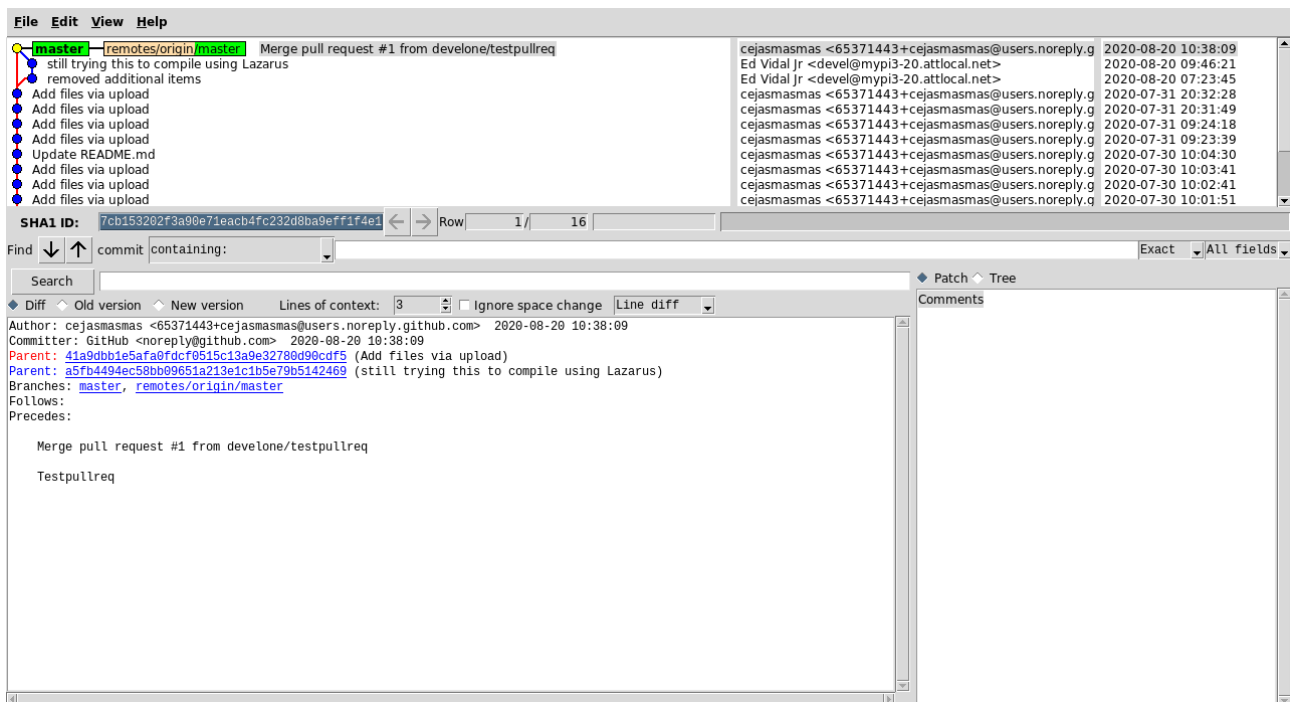 File Edit View Help
master remotes/origin/master Merge pull request #1 from develone/testpullreq cejasmasmas <65371443+cejasmasmas@users.noreply.g 2020-08-20 10:38:09
still trying this to compile using Lazarus Ed Vidal Jr <devel@mypi3-20.attlocal.net> 2020-08-20 09:46:21
removed additional items Ed Vidal Jr <devel@mypi3-20.attlocal.net> 2020-08-20 07:23:45
Add files via upload cejasmasmas <65371443+cejasmasmas@users.noreply.g 2020-07-31 20:32:28
Add files via upload cejasmasmas <65371443+cejasmasmas@users.noreply.g 2020-07-31 20:31:49
Add files via upload cejasmasmas <65371443+cejasmasmas@users.noreply.g 2020-07-31 09:24:18
Add files via upload cejasmasmas <65371443+cejasmasmas@users.noreply.g 2020-07-31 09:23:39
Update README.md cejasmasmas <65371443+cejasmasmas@users.noreply.g 2020-07-30 10:04:30
Add files via upload cejasmasmas <65371443+cejasmasmas@users.noreply.g 2020-07-30 10:03:41
Add files via upload cejasmasmas <65371443+cejasmasmas@users.noreply.g 2020-07-30 10:02:41
Add files via upload cejasmasmas <65371443+cejasmasmas@users.noreply.g 2020-07-30 10:01:51
SHA1 ID: 7cb153202f3a90e71eacb4fc232d8ba9eff1f4e1 Row 1/ 16
Find commit containing: Exact All fields
Search
Diff Old version New version Lines of context: 3 Ignore space change Line diff
Patch Tree
Comments
Author: cejasmasmas <65371443+cejasmasmas@users.noreply.github.com> 2020-08-20 10:38:09
Committer: GitHub <noreply@github.com> 2020-08-20 10:38:09
Parent: 41a9dbb1e5afa0fdcf0515c13a9e32780d90cdf5 (Add files via upload)
Parent: a5fb4494ec58bb09651a213e1c1b5e79b5142469 (still trying this to compile using Lazarus)
Branches: master, remotes/origin/master
Follows:
Precedes:
Merge pull request #1 from develone/testpullreq
Testpullreq